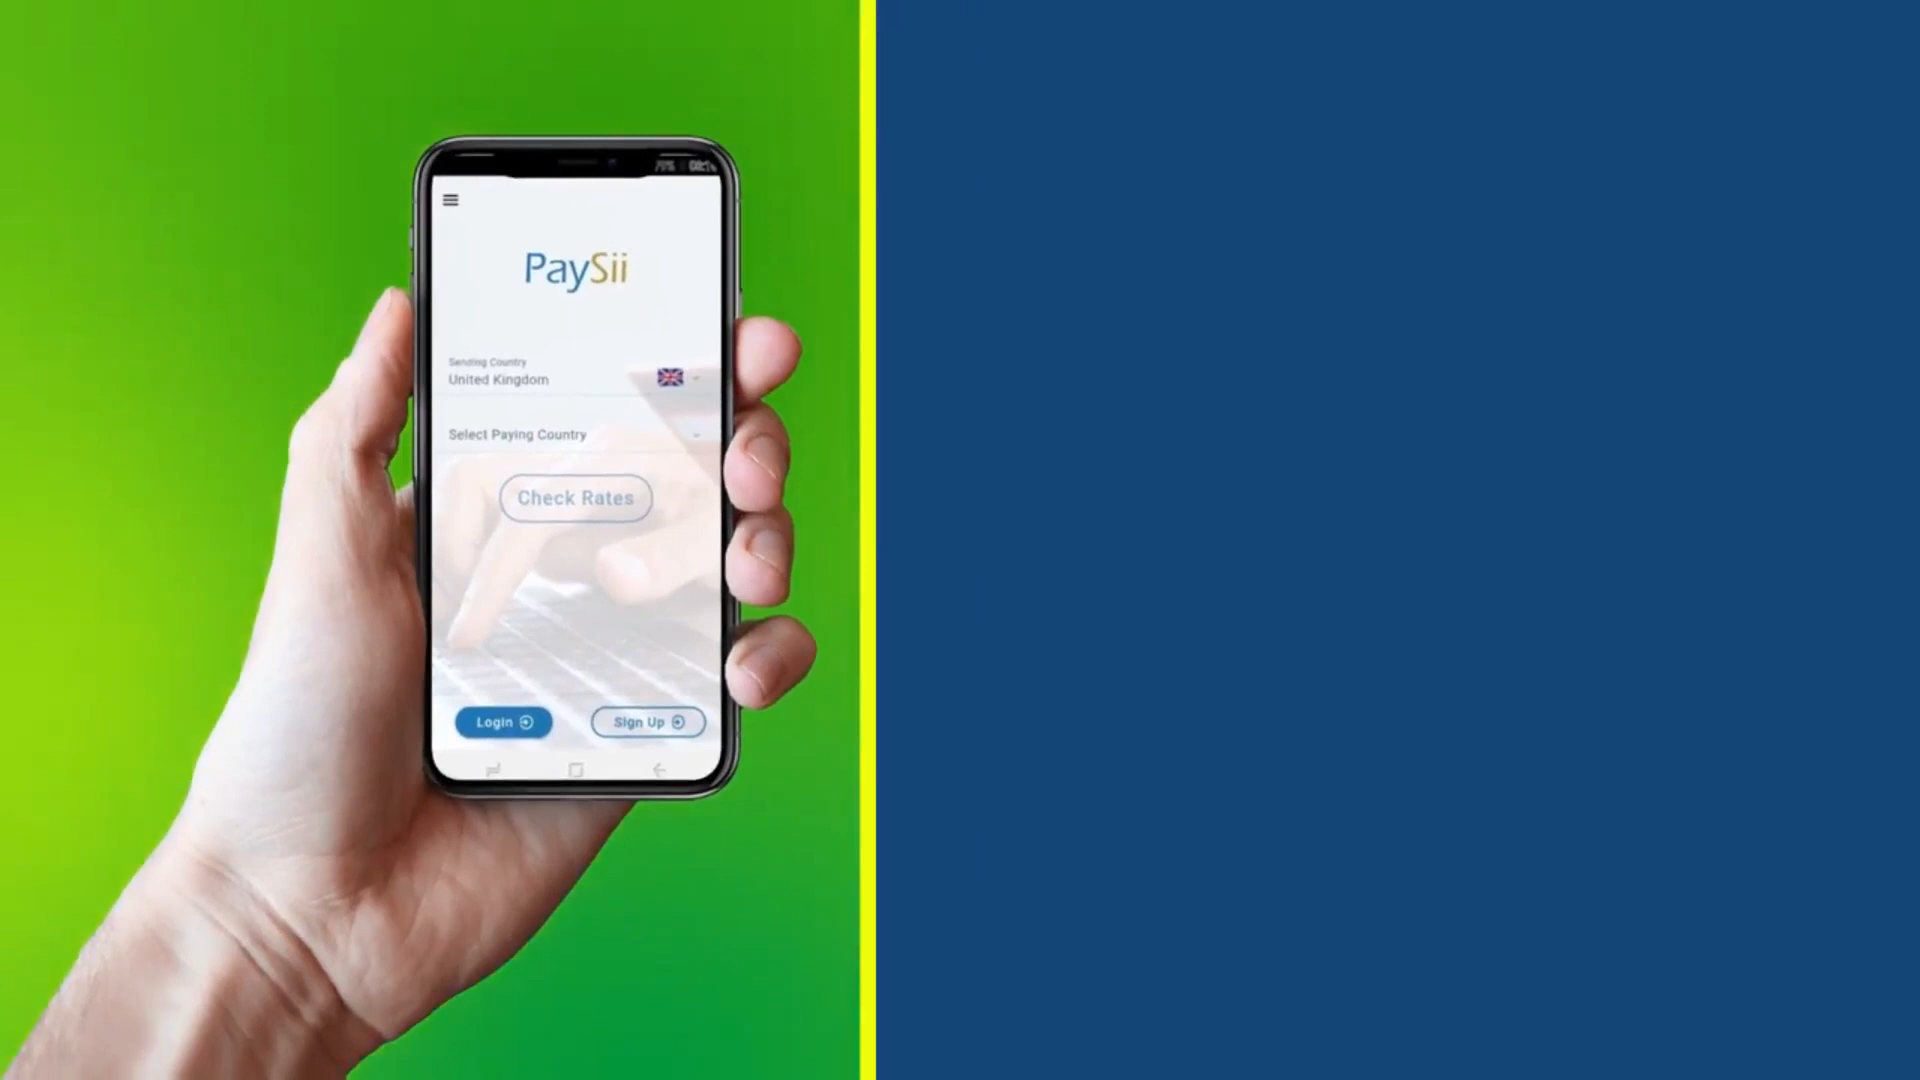 PaySii
Sending Country
United Kingdom
Select Paying Country
Check Rates
Login
Sign Up